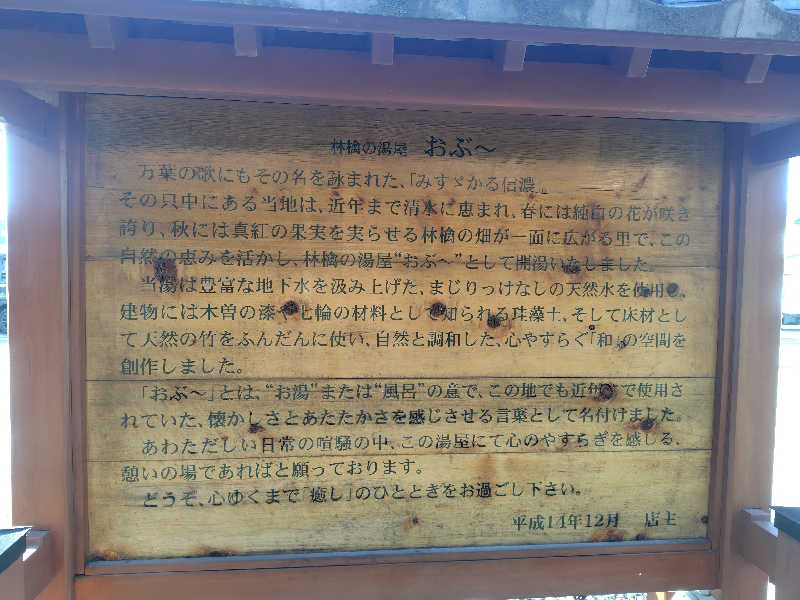 林檎の湯屋 おぶ～
万葉の歌にもその名を詠まれた、「みすゞかる信濃」。
その只中にある当地は、近年まで清水に恵まれ、春には純白の花が咲き
誇り、秋には真紅の果実を実らせる林檎の畑が一面に広がる里で、この
自然の恵みを活かし、林檎の湯屋“おぶ～”として開湯いたしました。
当湯は豊富な地下水を汲み上げた、まじりっけなしの天然水を使用し、
建物には木曽の漆や七輪の材料として知られる珪藻土、そして床材とし
て天然の竹をふんだんに使い、自然と調和した、心やすらぐ「和」の空間を
創作しました。
「おぶ～」とは、“お湯”または“風呂”の意で、この地でも近年まで使用さ
れていた、懐かしさとあたたかさを感じさせる言葉として名付けました。
あわただしい日常の喧騒の中、この湯屋にて心のやすらぎを感じる、
憩いの場であればと願っております。
どうぞ、心ゆくまで「癒し」のひとときをお過ごし下さい。
平成14年12月 店主